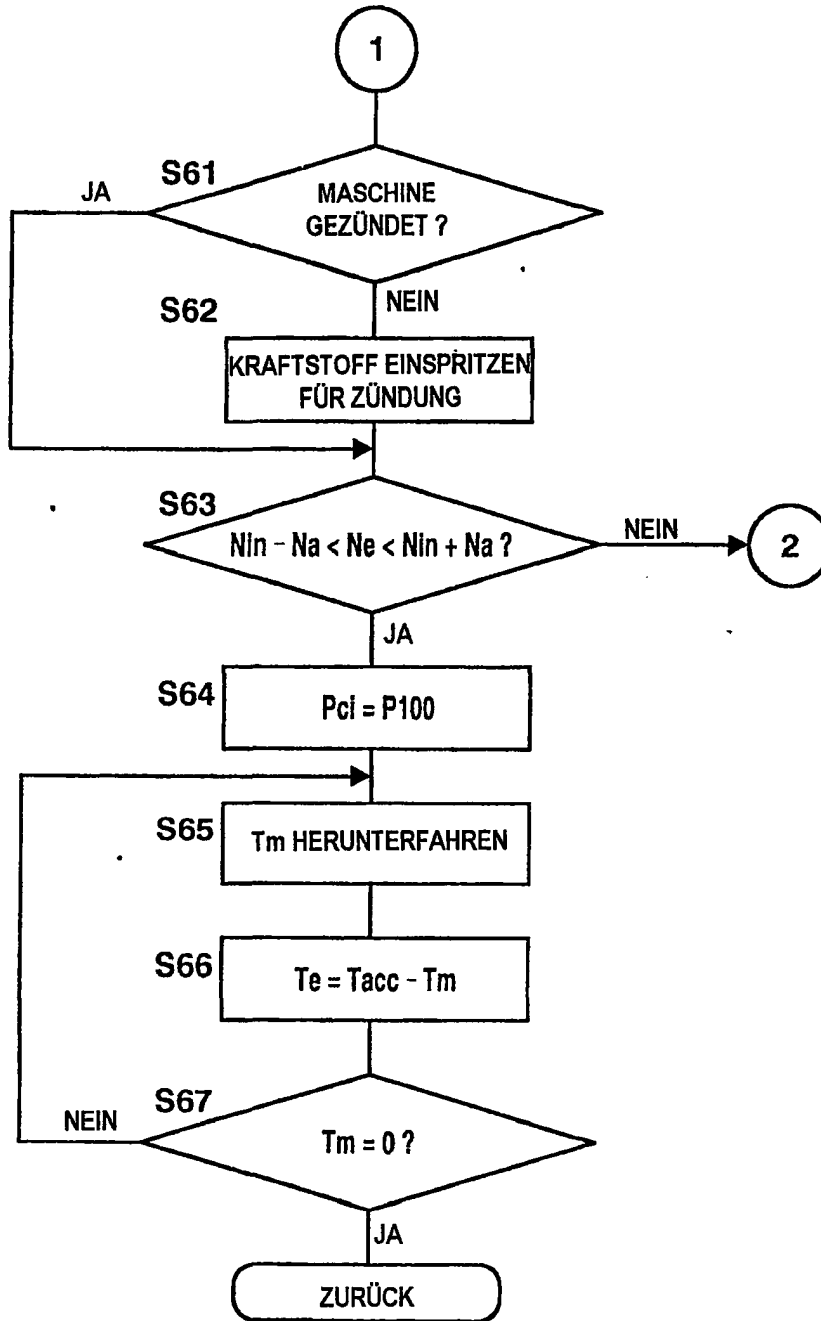 1
S61
JA
MASCHINE
GEZÜNDET ?
NEIN
S62
KRAFTSTOFF EINSPRITZEN
FÜR ZÜNDUNG
S63
Nin – Na < Ne < Nin + Na ?
NEIN
2
JA
S64
Pcl = P100
S65
Tm HERUNTERFAHREN
S66
Te = Tacc – Tm
S67
NEIN
Tm = 0 ?
JA
ZURÜCK